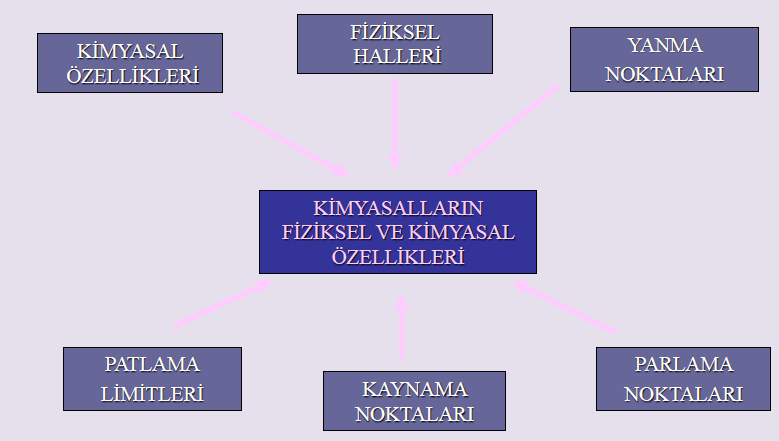 KİMYASAL
ÖZELLİKLERİ
FİZİKSEL
HALLERİ
YANMA
NOKTALARI
KİMYASALLARIN
FİZİKSEL VE KİMYASAL
ÖZELLİKLERİ
PATLAMA
LİMİTLERİ
KAYNAMA
NOKTALARI
PARLAMA
NOKTALARI